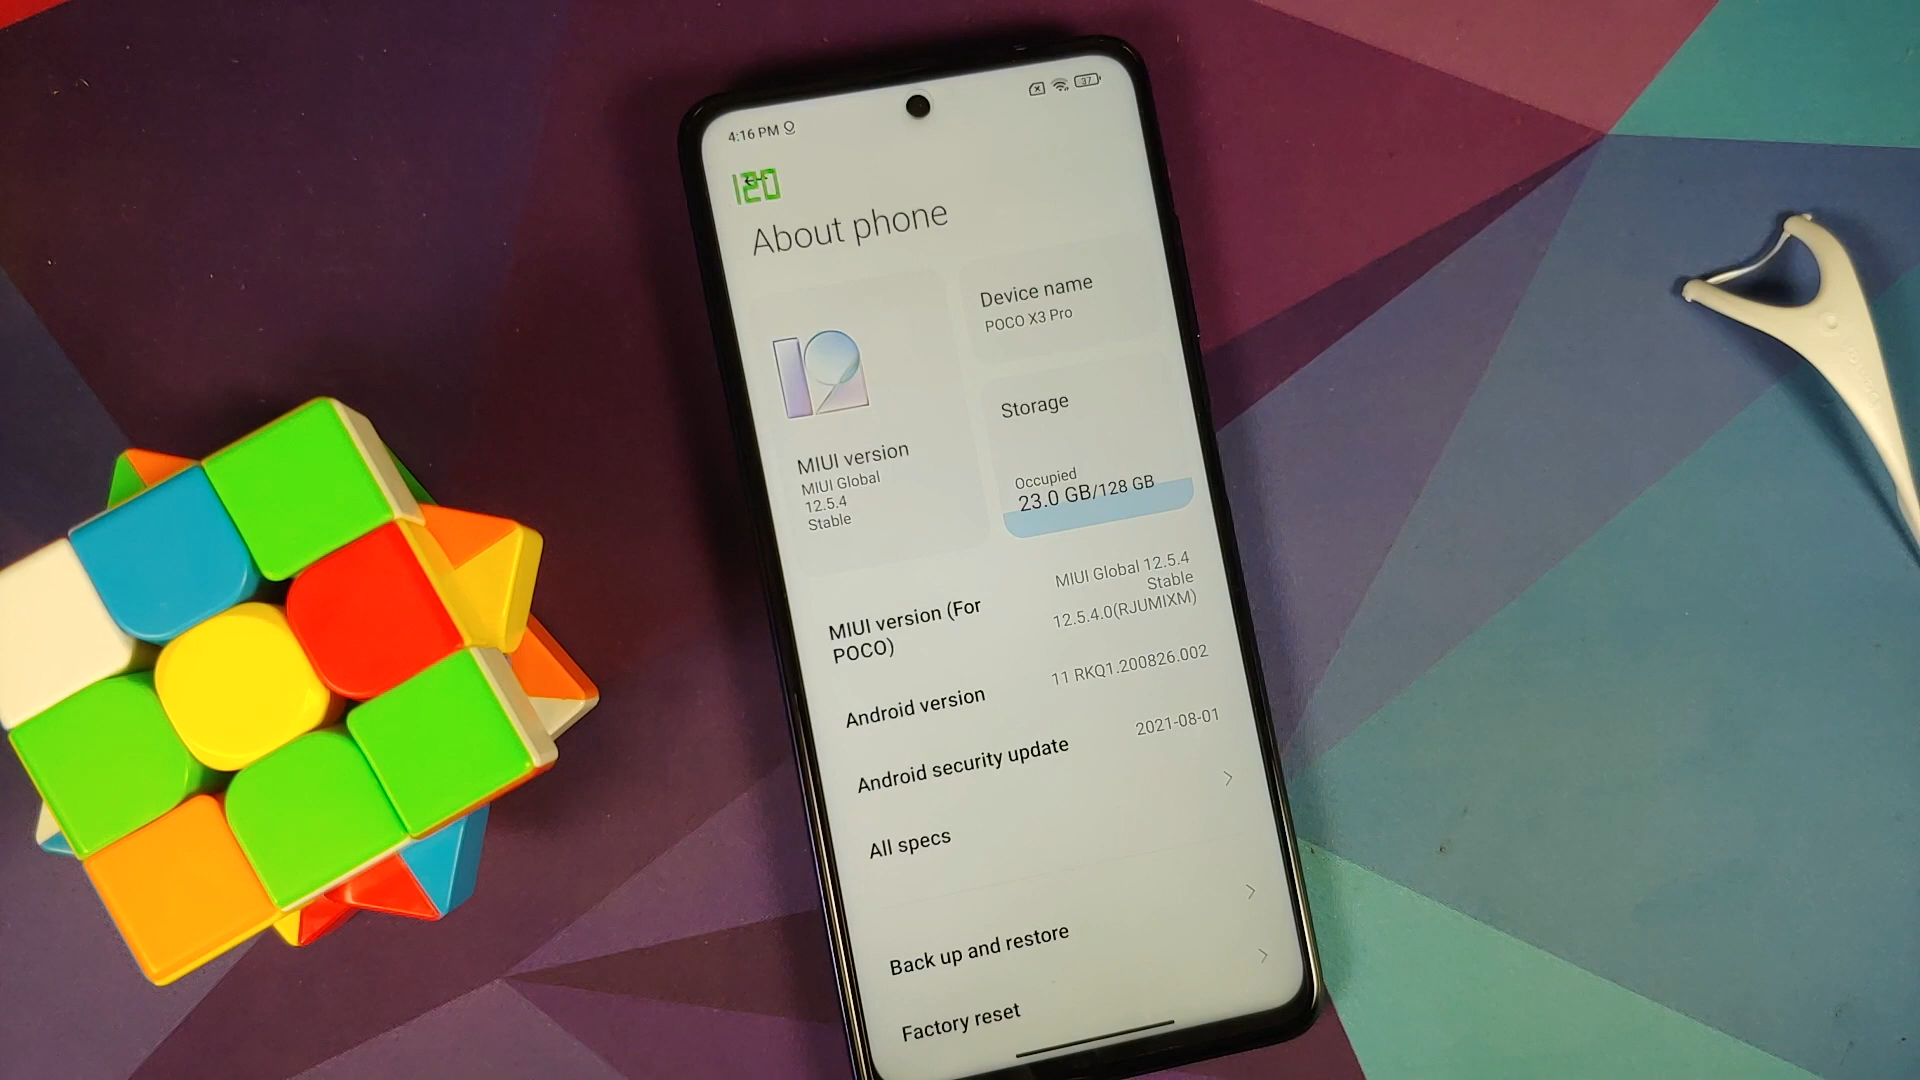 4:16 PM
37
120
About phone
12
MIUI version
MIUI Global
12.5.4
Stable
Device name
POCO X3 Pro
Storage
Occupied
23.0 GB/128 GB
MIUI version (For
POCO)
MIUI Global 12.5.4
Stable
12.5.4.0(RJUMIXM)
Android version
11 RKQ1.200826.002
Android security update
2021-08-01
All specs
Back up and restore
Factory reset